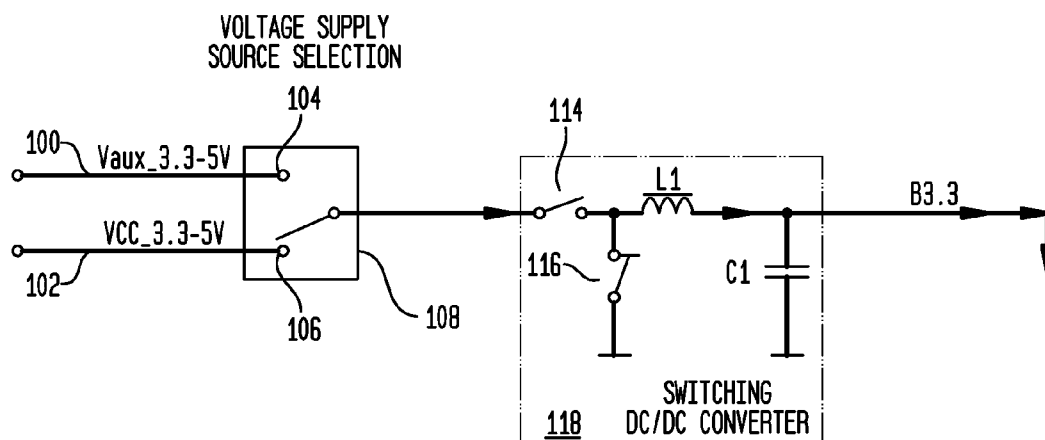 VOLTAGE SUPPLY
SOURCE SELECTION
104
100
Vaux_3.3-5V
VCC_3.3-5V
102
106
108
114
L1
B3.3
116
C1
SWITCHING
DC/DC CONVERTER
118